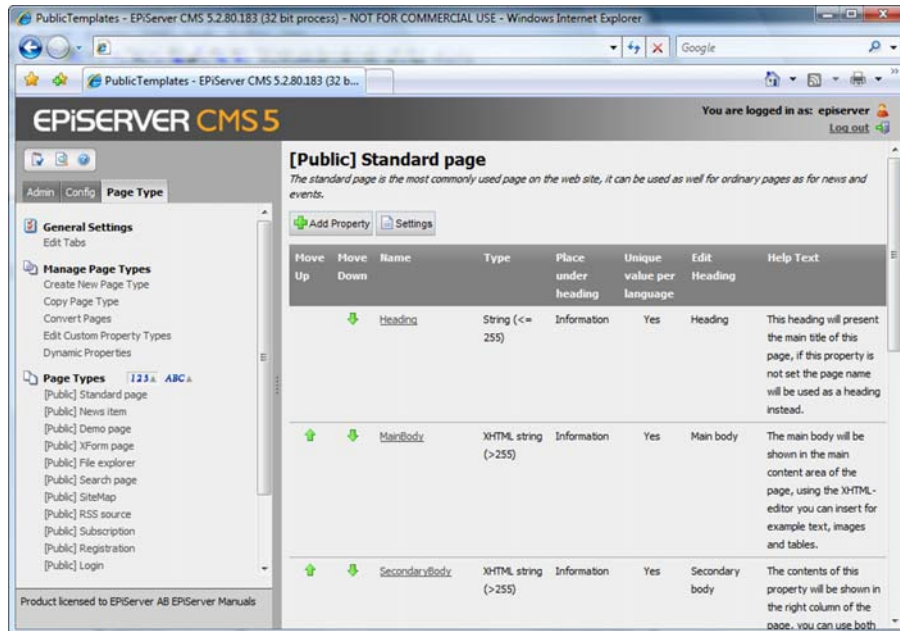 PublicTemplates - EPiServer CMS 5.2.80.183 (32 bit process) - NOT FOR COMMERCIAL USE - Windows Internet Explorer
Google
PublicTemplates - EPiServer CMS 5.2.80.183 (32 b...
EPiSERVER CMS 5
You are logged in as: episerver
Log out
Admin Config Page Type
General Settings
Edit Tabs
Manage Page Types
Create New Page Type
Copy Page Type
Convert Pages
Edit Custom Property Types
Dynamic Properties
Page Types 123 ABC
[Public] Standard page
[Public] News item
[Public] Demo page
[Public] XForm page
[Public] File explorer
[Public] Search page
[Public] SiteMap
[Public] RSS source
[Public] Subscription
[Public] Registration
[Public] Login
Product licensed to EPiServer AB EPiServer Manuals
[Public] Standard page
The standard page is the most commonly used page on the web site, it can be used as well for ordinary pages as for news and
events.
Add Property Settings
Move Move Name Type Place Unique Edit Help Text
Up Down under value per Heading
heading language
Heading String (<= Information Yes Heading This heading will present
255) the main title of this
page, if this property is
not set the page name
will be used as a heading
instead.
MainBody XHTML string Information Yes Main body The main body will be
(>255) shown in the main
content area of the
page, using the XHTML-
editor you can insert for
example text, images
and tables.
SecondaryBody XHTML string Information Yes Secondary The contents of this
(>255) body property will be shown in
the right column of the
page, you can use both